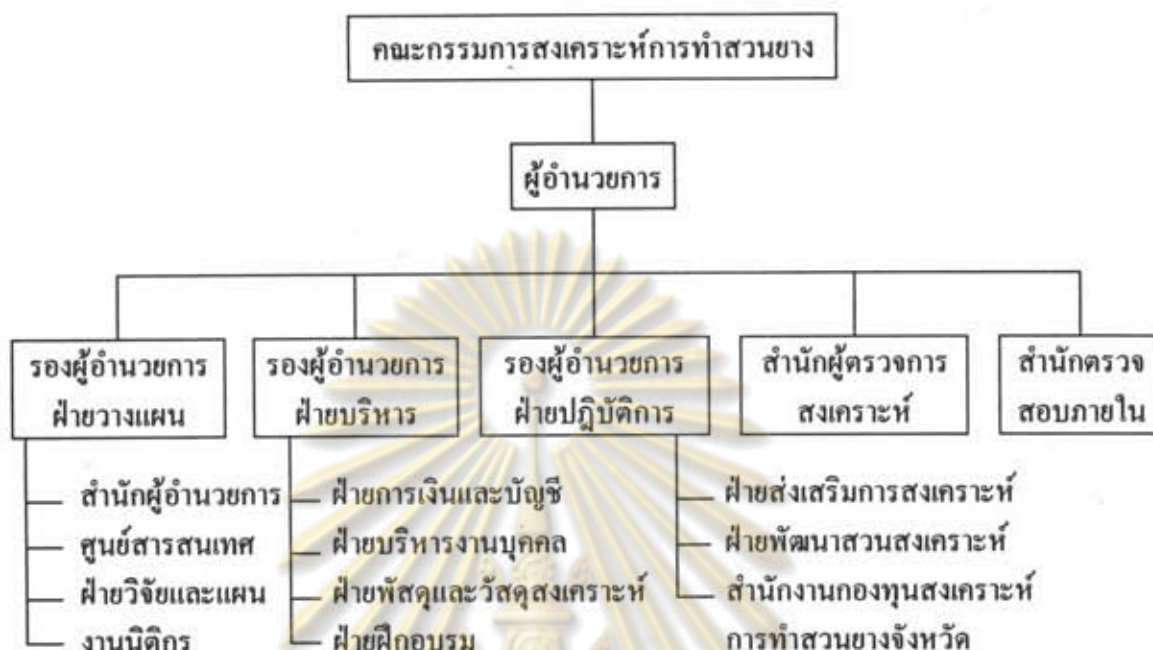 คณะกรรมการสงเคราะห์การทำสวนยาง
ผู้อำนวยการ
รองผู้อำนวยการ
ฝ่ายวางแผน
รองผู้อำนวยการ
ฝ่ายบริหาร
รองผู้อำนวยการ
ฝ่ายปฏิบัติการ
สำนักผู้ตรวจการ
สงเคราะห์
สำนักตรวจ
สอบภายใน
สำนักผู้อำนวยการ
ศูนย์สารสนเทศ
ฝ่ายวิจัยและแผน
งานนิติกร
ฝ่ายการเงินและบัญชี
ฝ่ายบริหารงานบุคคล
ฝ่ายพัสดุและวัสดุสงเคราะห์
ฝ่ายฝึกอบรม
ฝ่ายส่งเสริมการสงเคราะห์
ฝ่ายพัฒนาสวนสงเคราะห์
สำนักงานกองทุนสงเคราะห์
การทำสวนยางจังหวัด